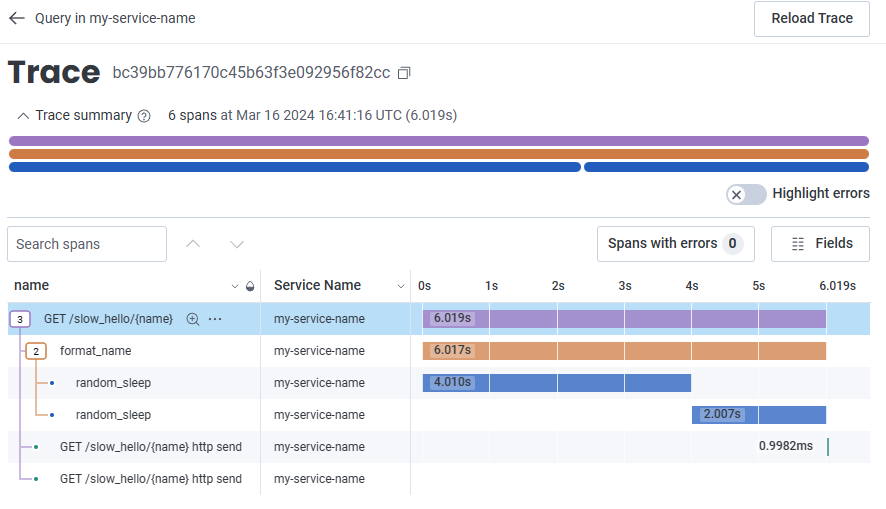 Query in my-service-name
Reload Trace
Trace bc39bb776170c45b63f3e092956f82cc
Trace summary 6 spans at Mar 16 2024 16:41:16 UTC (6.019s)
Highlight errors
Search spans Spans with errors 0 Fields
name Service Name 0s 1s 2s 3s 4s 5s 6.019s
3 GET /slow_hello/{name} my-service-name 6.019s
2 format_name my-service-name 6.017s
random_sleep my-service-name 4.010s
random_sleep my-service-name 2.007s
GET /slow_hello/{name} http send my-service-name 0.9982ms
GET /slow_hello/{name} http send my-service-name